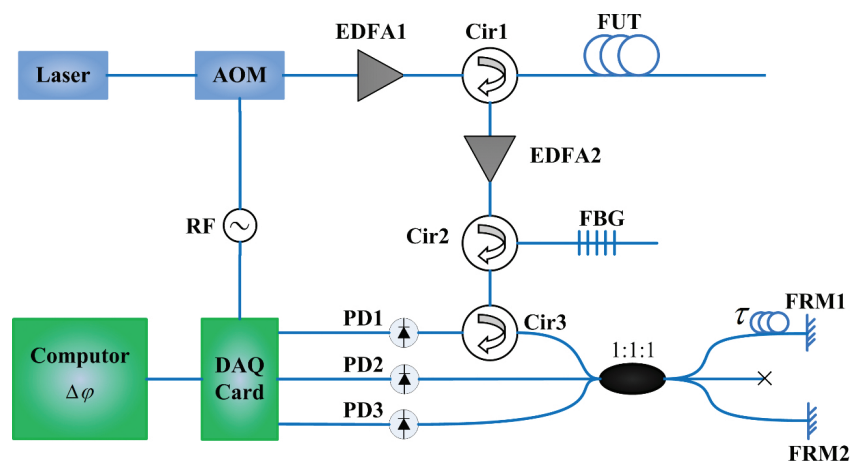 EDFA1
Cir1
FUT
Laser
AOM
EDFA2
RF
Cir2
FBG
PD1
Cir3
τ
FRM1
Computor
Δφ
DAQ
Card
PD2
1:1:1
PD3
FRM2